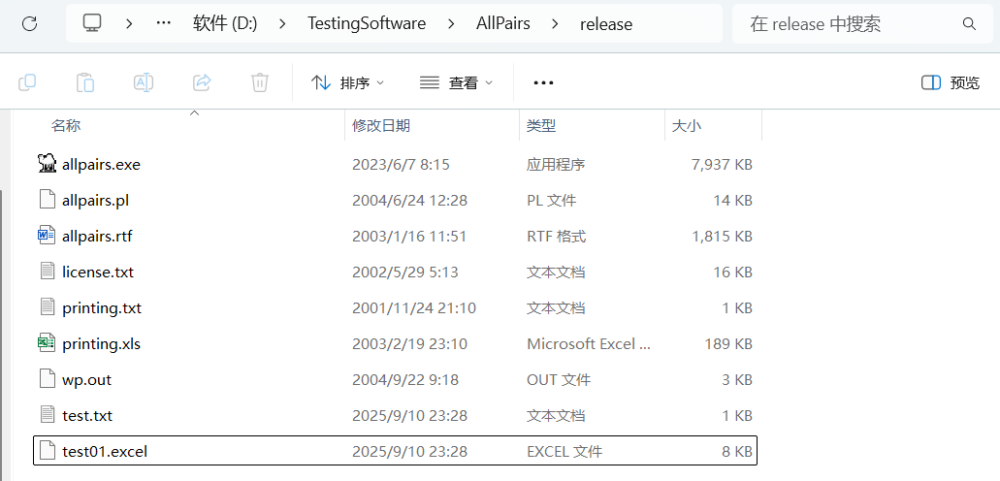 软件 (D:) TestingSoftware AllPairs release 在 release 中搜索
排序 查看 预览
名称 修改日期 类型 大小
allpairs.exe 2023/6/7 8:15 应用程序 7,937 KB
allpairs.pl 2004/6/24 12:28 PL 文件 14 KB
allpairs.rtf 2003/1/16 11:51 RTF 格式 1,815 KB
license.txt 2002/5/29 5:13 文本文档 16 KB
printing.txt 2001/11/24 21:10 文本文档 1 KB
printing.xls 2003/2/19 23:10 Microsoft Excel ... 189 KB
wp.out 2004/9/22 9:18 OUT 文件 3 KB
test.txt 2025/9/10 23:28 文本文档 1 KB
test01.excel 2025/9/10 23:28 EXCEL 文件 8 KB